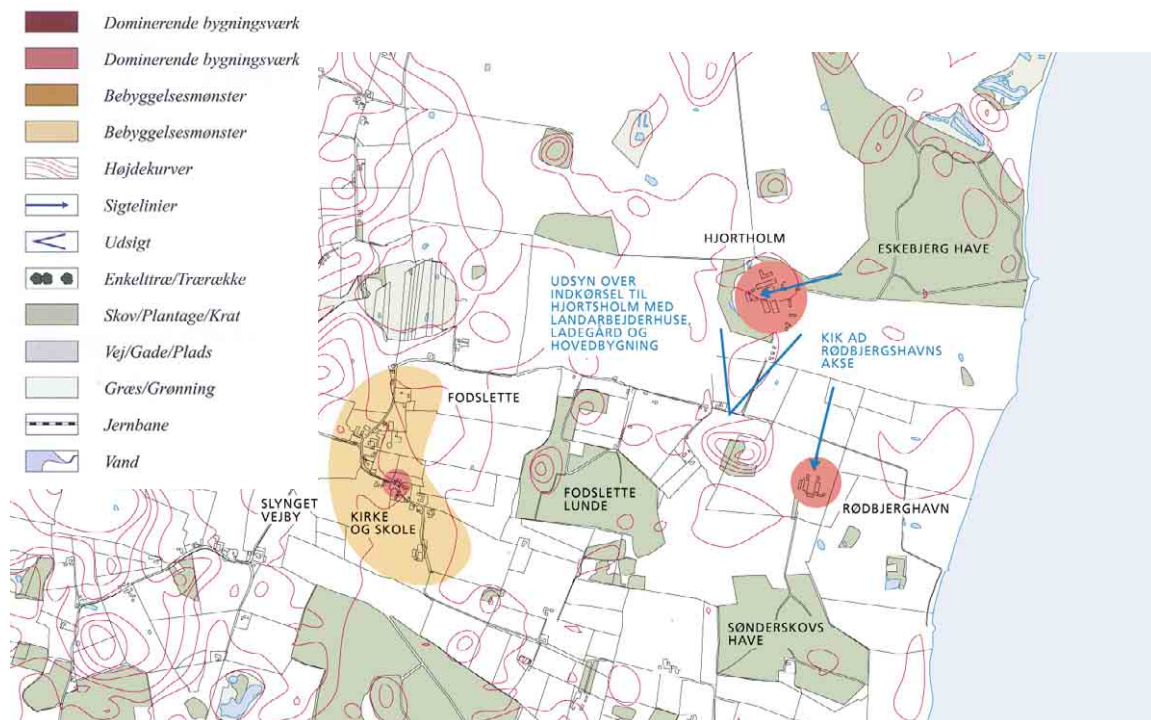 Dominerende bygningsværk
Dominerende bygningsværk
Bebyggelsesmønster
Bebyggelsesmønster
Højdekurver
Sigtelinier
Udsigt
Enkelttræ/Trærække
Skov/Plantage/Krat
Vej/Gade/Plads
Græs/Grønning
Jernbane
Vand
HJORTHOLM
ESKEBJERG HAVE
UDSYN OVER
INDKØRSEL TIL
HJORTSHOLM MED
LANDARBEJDERHUSE,
LADEGÅRD OG
HOVEDBYGNING
KIK AD
RØDBJERGSHAVNS
AKSE
FODSLETTE
FODSLETTE
LUNDE
RØDBJERGHAVN
SLYNGET
VEJBY
KIRKE
OG SKOLE
SØNDERSKOVS
HAVE